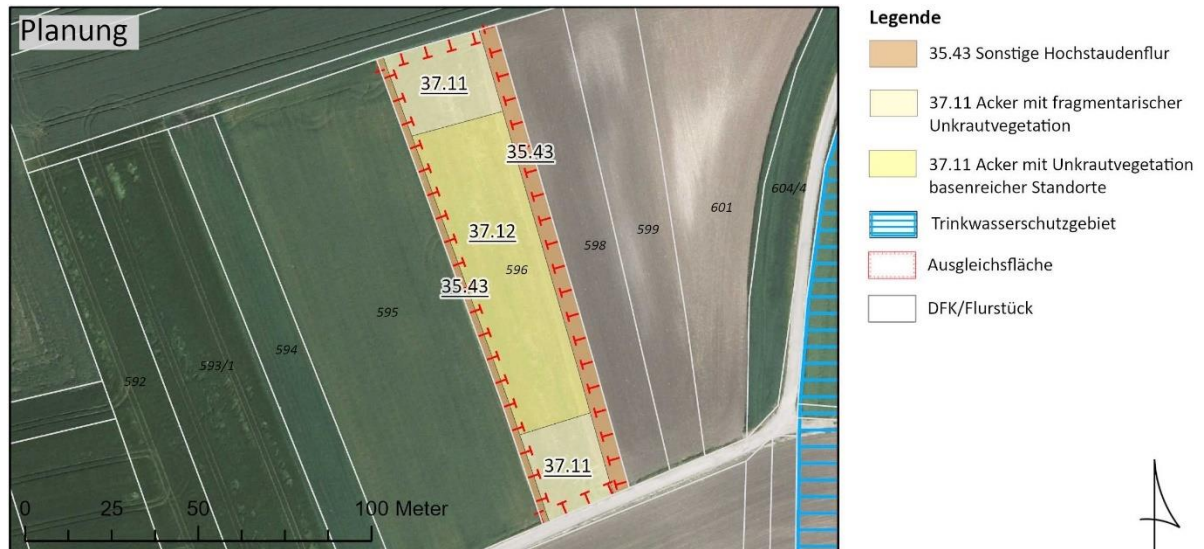 Planung
37.11
35.43
604/4
601
599
598
37.12
596
35.43
595
594
593/1
592
37.11
0 25 50 100 Meter
Legende
35.43 Sonstige Hochstaudenflur
37.11 Acker mit fragmentarischer
Unkrautvegetation
37.11 Acker mit Unkrautvegetation
basenreicher Standorte
Trinkwasserschutzgebiet
Ausgleichsfläche
DFK/Flurstück